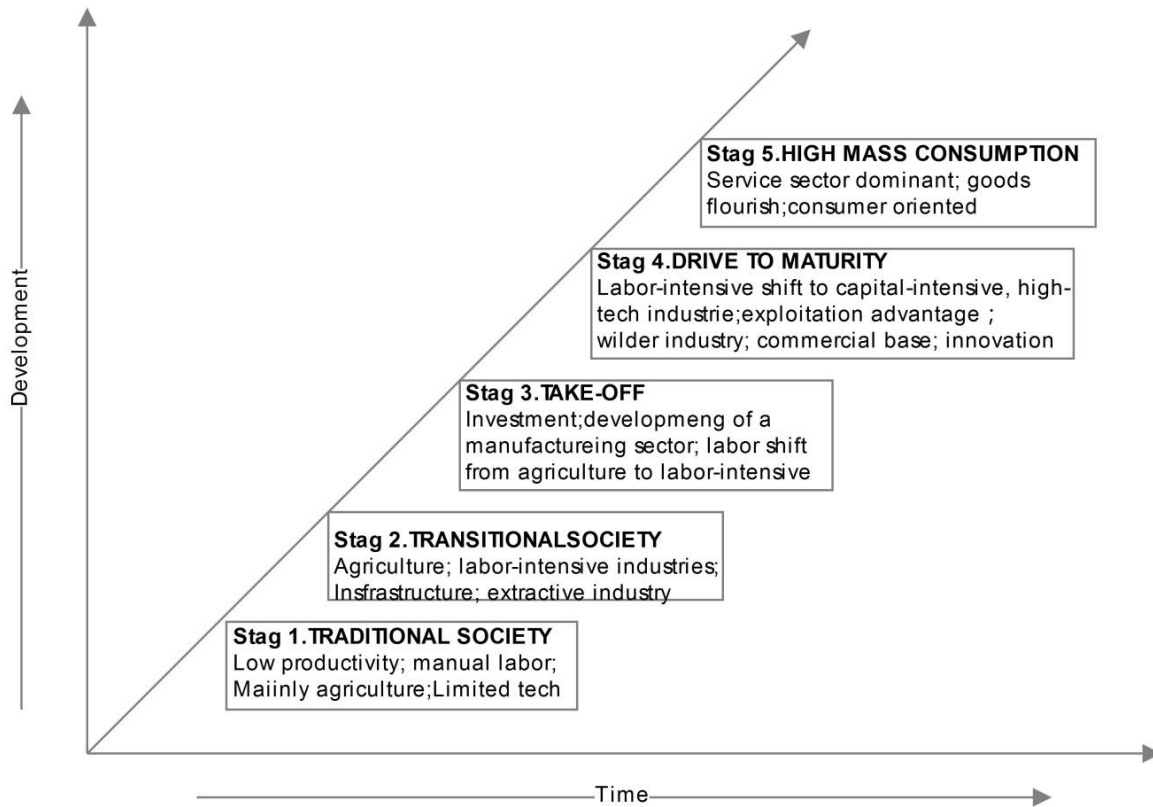 Development
Stag 5.HIGH MASS CONSUMPTION
Service sector dominant; goods
flourish;consumer oriented
Stag 4.DRIVE TO MATURITY
Labor-intensive shift to capital-intensive, high-
tech industrie;exploitation advantage ;
wilder industry; commercial base; innovation
Stag 3.TAKE-OFF
Investment;developmeng of a
manufactureing sector; labor shift
from agriculture to labor-intensive
Stag 2.TRANSITIONALSOCIETY
Agriculture; labor-intensive industries;
Insfrastructure; extractive industry
Stag 1.TRADITIONAL SOCIETY
Low productivity; manual labor;
Maiinly agriculture;Limited tech
Time